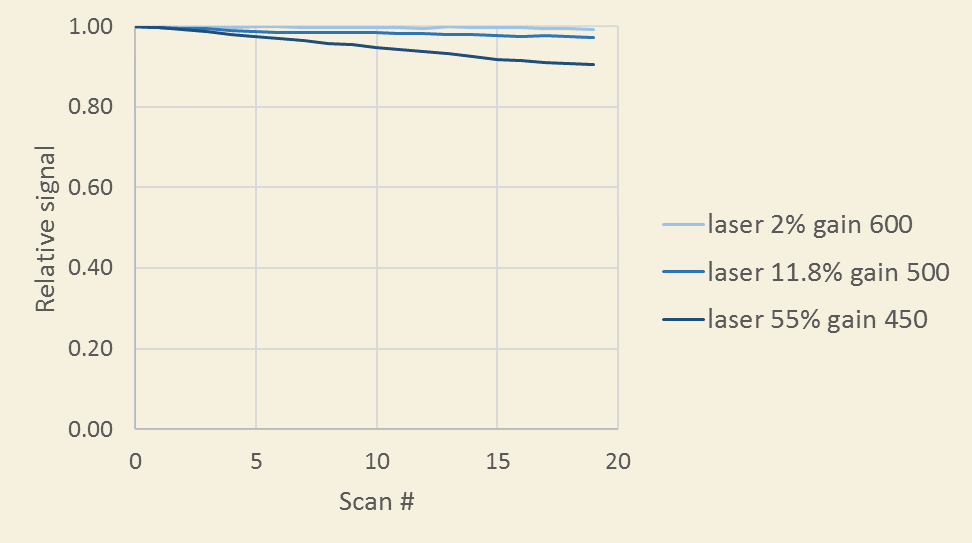 1.00
0.80
0.60
0.40
0.20
0.00
Relative signal
0 5 10 15 20
Scan #
laser 2% gain 600
laser 11.8% gain 500
laser 55% gain 450